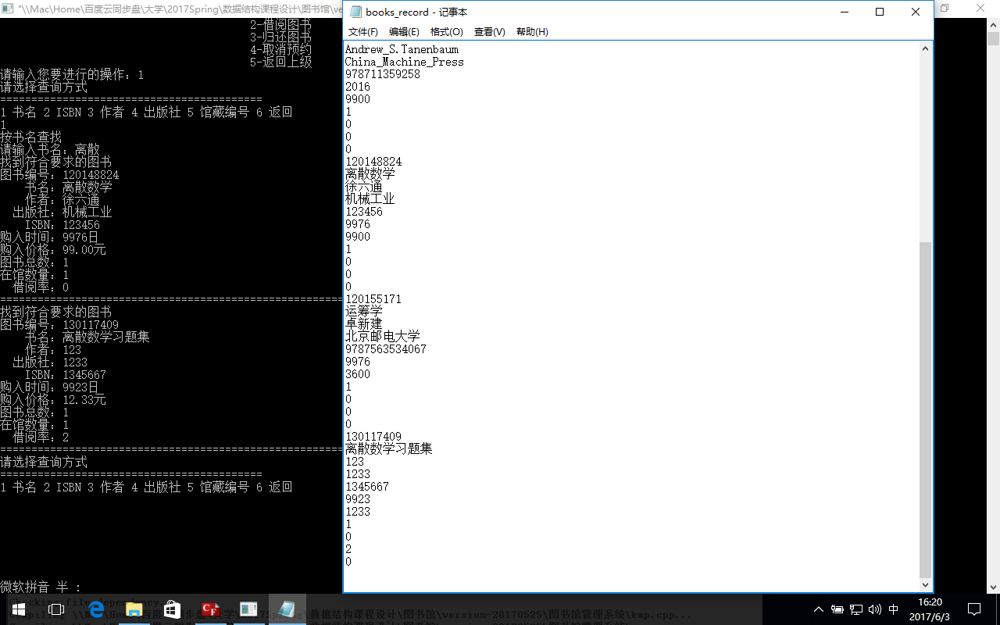 "\\Mac\Home\百度云同步盘\大学\2017Spring\数据结构课程设计\图书馆\ve
2-借阅图书
3-归还图书
4-取消预约
5-返回上级
请输入您要进行的操作：1
请选择查询方式
==========================================
1 书名 2 ISBN 3 作者 4 出版社 5 馆藏编号 6 返回
1
按书名查找
请输入书名：离散
找到符合要求的图书
图书编号：120148824
书名：离散数学
作者：徐六通
出版社：机械工业
ISBN：123456
购入时间：9976日
购入价格：99.00元
图书总数：1
在馆数量：1
借阅率：0
=======================================================
找到符合要求的图书
图书编号：130117409
书名：离散数学习题集
作者：123
出版社：1233
ISBN：1345667
购入时间：9923日
购入价格：12.33元
图书总数：1
在馆数量：1
借阅率：2
=======================================================
请选择查询方式
==========================================
1 书名 2 ISBN 3 作者 4 出版社 5 馆藏编号 6 返回
微软拼音 半 ：
books_record - 记事本
文件(F) 编辑(E) 格式(O) 查看(V) 帮助(H)
Andrew_S.Tanenbaum
China_Machine_Press
978711359258
2016
9900
1
0
0
0
120148824
离散数学
徐六通
机械工业
123456
9976
9900
1
0
0
0
120155171
运筹学
卓新建
北京邮电大学
9787563534067
9976
3600
1
0
0
0
130117409
离散数学习题集
123
1233
1345667
9923
1233
1
0
2
0
中
16:20
2017/6/3